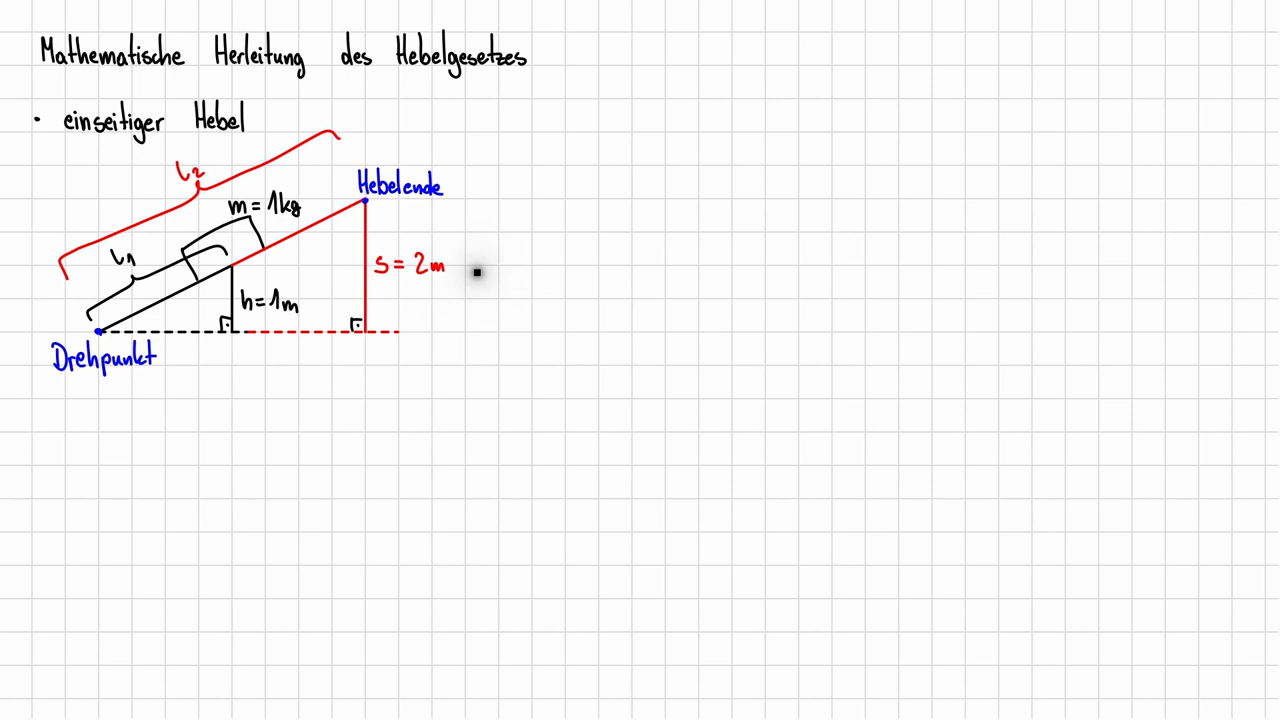 Mathematische Herleitung des Hebelgesetzes
· einseitiger Hebel
l2
Hebelende
m = 1kg
l1
s = 2m
h = 1m
Drehpunkt